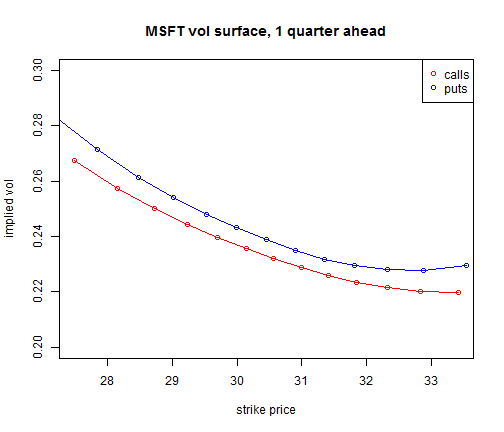 MSFT vol surface, 1 quarter ahead
calls
puts
0.30
0.28
0.26
0.24
0.22
0.20
implied vol
28 29 30 31 32 33
strike price